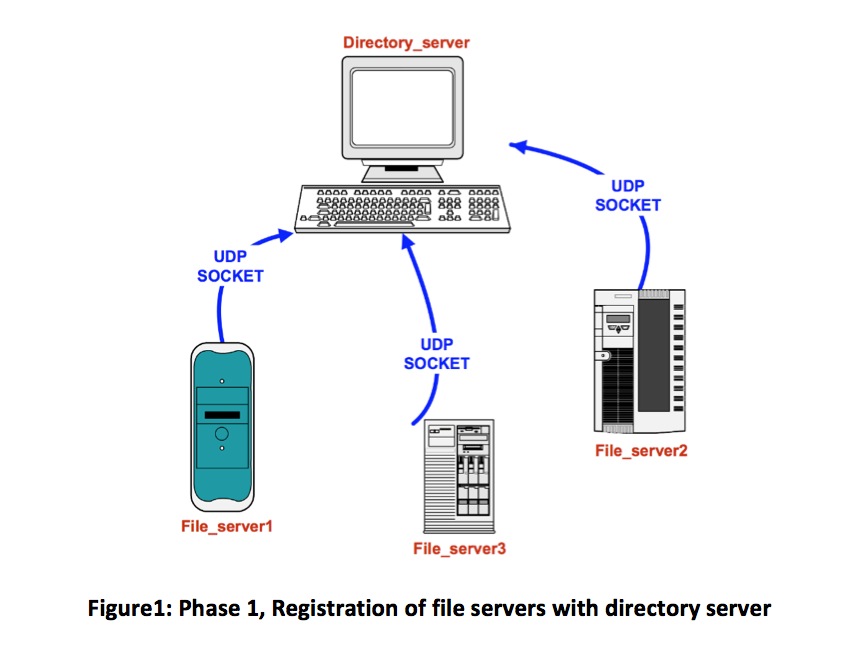 Directory_server
UDP
SOCKET
UDP
SOCKET
UDP
SOCKET
File_server2
File_server1
File_server3
Figure1: Phase 1, Registration of file servers with directory server